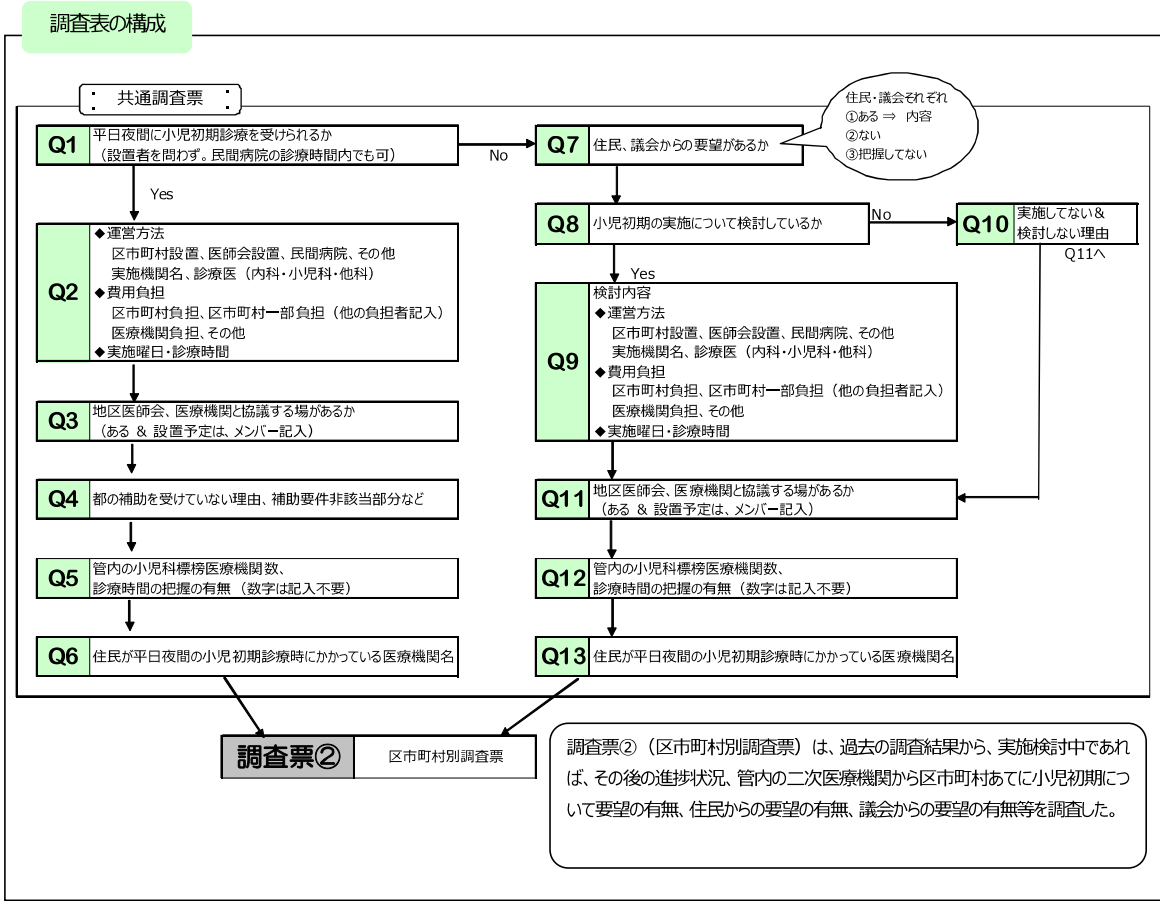 調査表の構成
共通調査票
Q1
平日夜間に小児初期診療を受けられるか
（設置者を問わず。民間病院の診療時間内でも可）
No
Yes
Q2
◆運営方法
区市町村設置、医師会設置、民間病院、その他
実施機関名、診療医（内科・小児科・他科）
◆費用負担
区市町村負担、区市町村一部負担（他の負担者記入）
医療機関負担、その他
◆実施曜日・診療時間
Q3
地区医師会、医療機関と協議する場があるか
（ある & 設置予定は、メンバー記入）
Q4
都の補助を受けていない理由、補助要件非該当部分など
Q5
管内の小児科標榜医療機関数、
診療時間の把握の有無（数字は記入不要）
Q6
住民が平日夜間の小児初期診療時にかかっている医療機関名
Q7
住民、議会からの要望があるか
住民・議会それぞれ
①ある ⇒ 内容
②ない
③把握してない
Q8
小児初期の実施について検討しているか
No
Yes
Q10
実施してない＆
検討しない理由
Q11へ
Q9
検討内容
◆運営方法
区市町村設置、医師会設置、民間病院、その他
実施機関名、診療医（内科・小児科・他科）
◆費用負担
区市町村負担、区市町村一部負担（他の負担者記入）
医療機関負担、その他
◆実施曜日・診療時間
Q11
地区医師会、医療機関と協議する場があるか
（ある & 設置予定は、メンバー記入）
Q12
管内の小児科標榜医療機関数、
診療時間の把握の有無（数字は記入不要）
Q13
住民が平日夜間の小児初期診療時にかかっている医療機関名
調査票②
区市町村別調査票
調査票②（区市町村別調査票）は、過去の調査結果から、実施検討中であれ
ば、その後の進捗状況、管内の二次医療機関から区市町村あてに小児初期につ
いて要望の有無、住民からの要望の有無、議会からの要望の有無等を調査した。